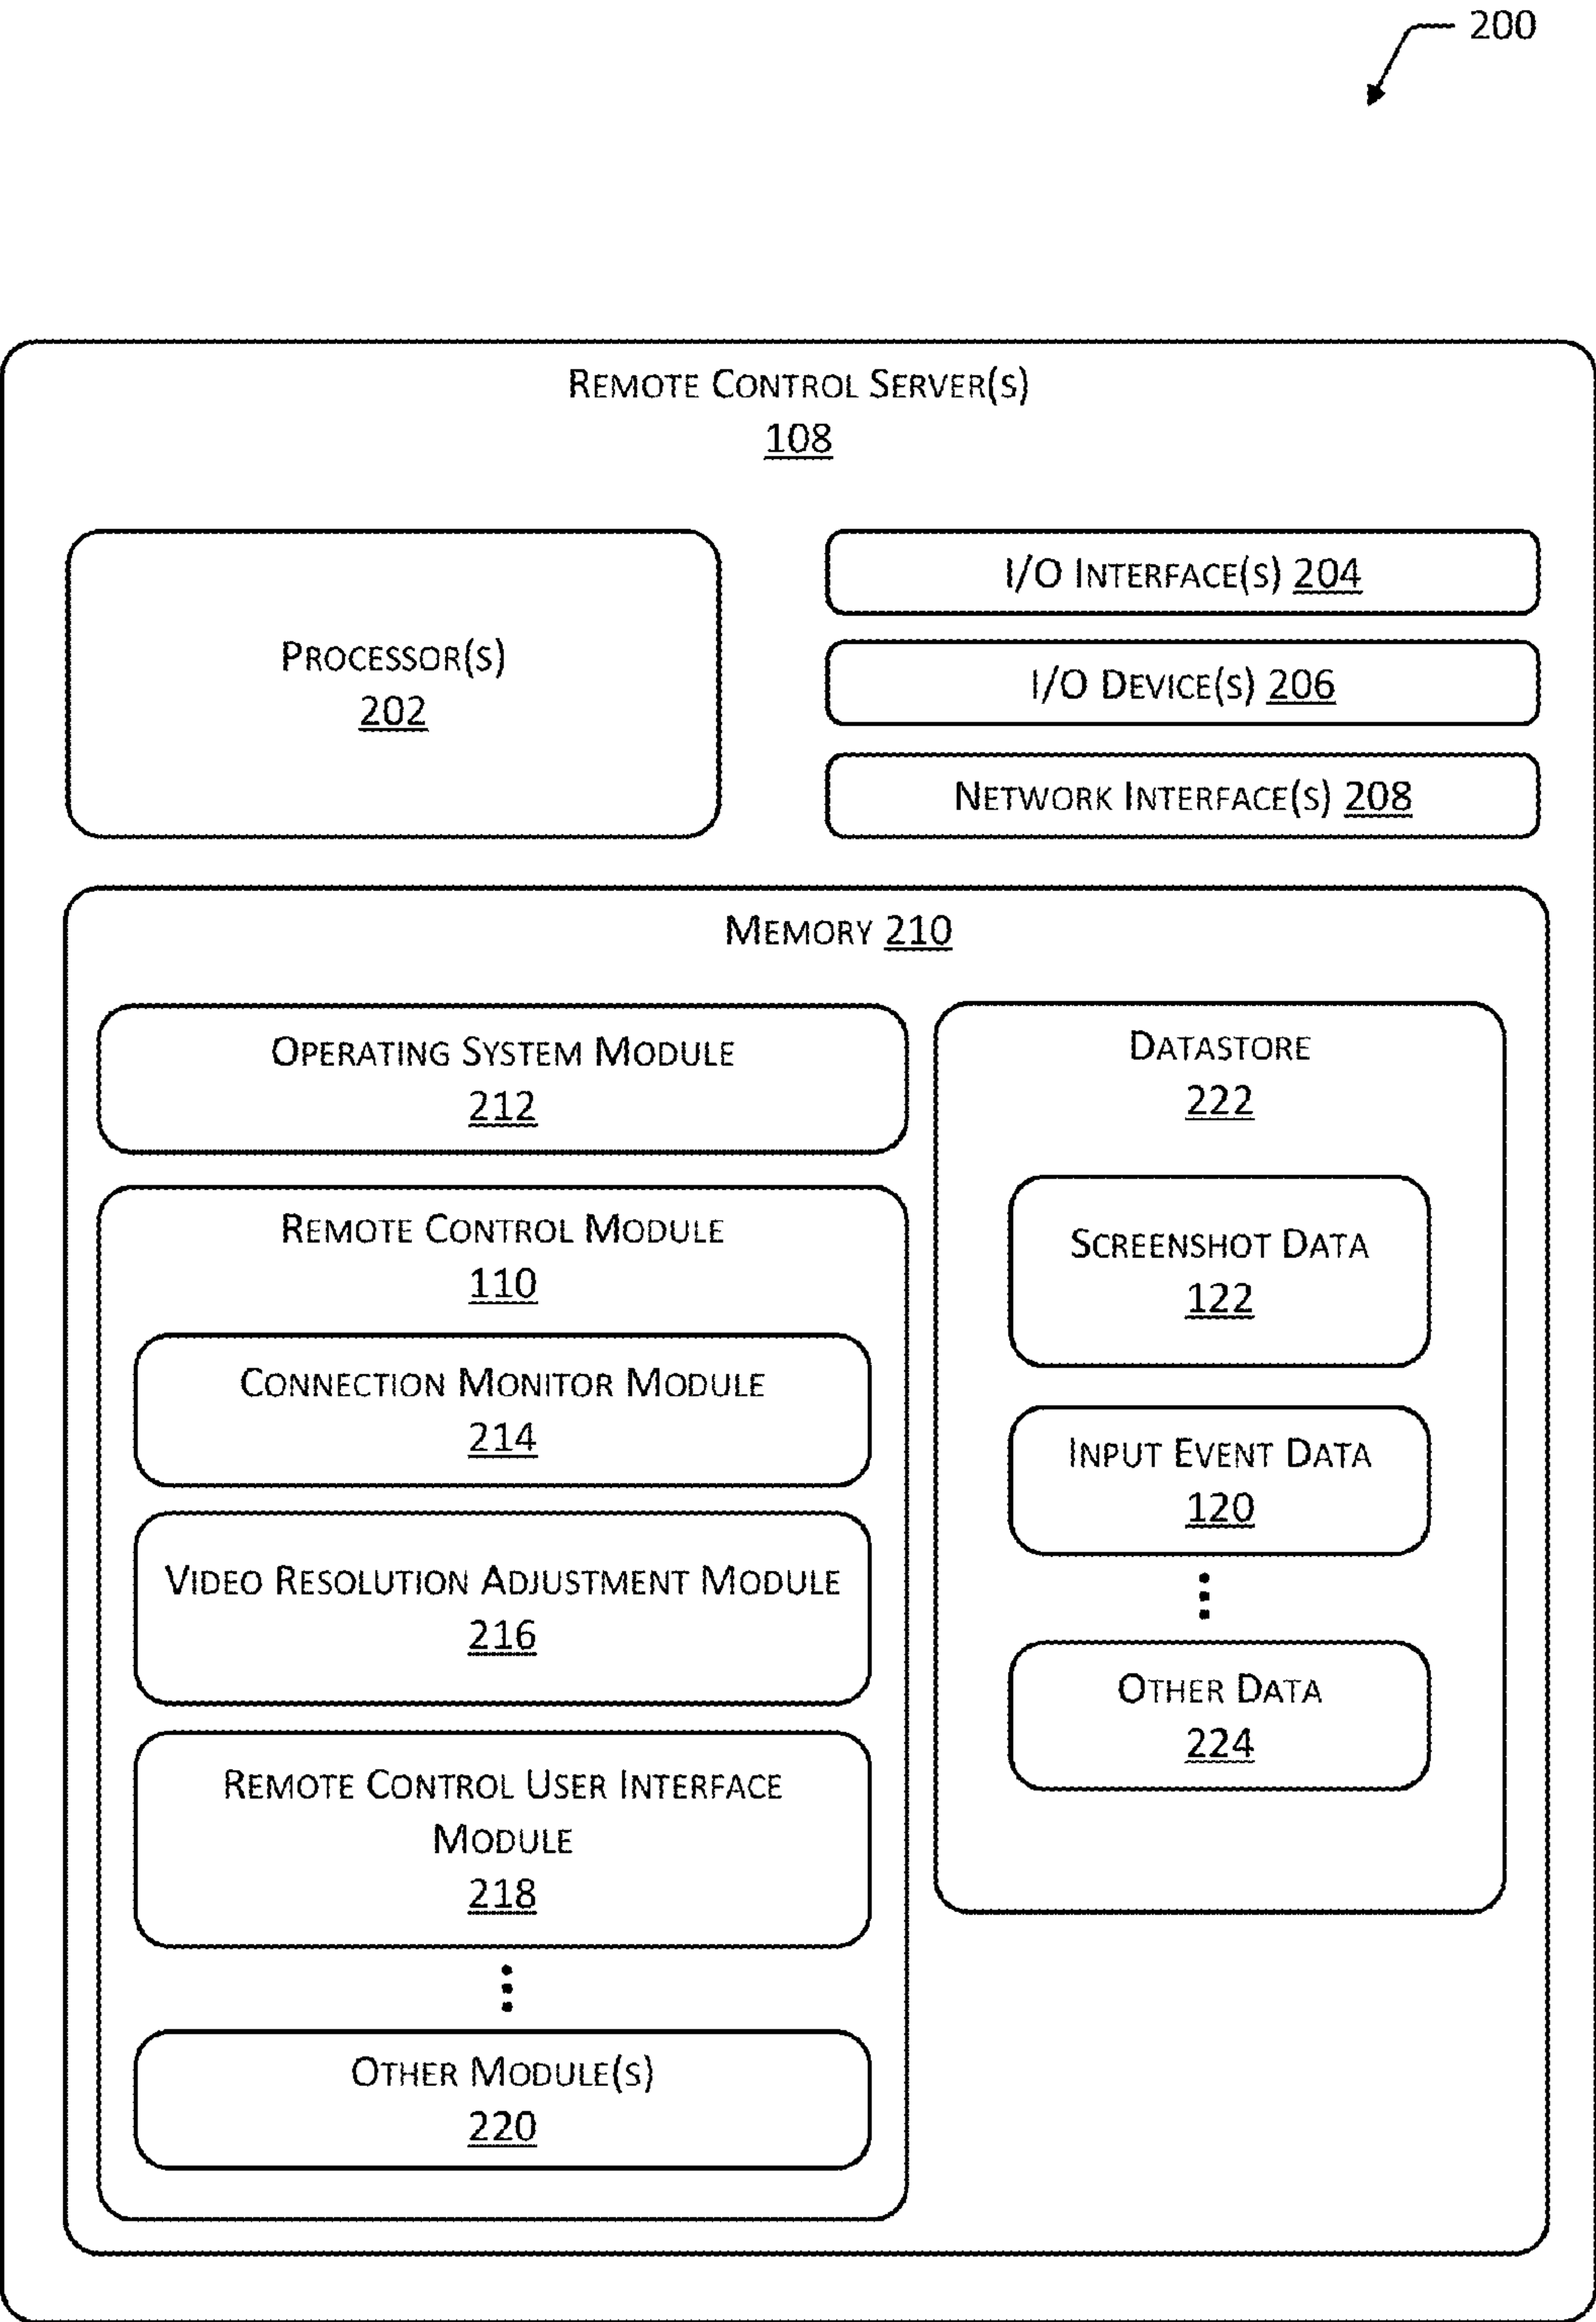 200
REMOTE CONTROL SERVER(S)
108
PROCESSOR(S)
202
I/O INTERFACE(S) 204
I/O DEVICE(S) 206
NETWORK INTERFACE(S) 208
MEMORY 210
OPERATING SYSTEM MODULE
212
REMOTE CONTROL MODULE
110
CONNECTION MONITOR MODULE
214
VIDEO RESOLUTION ADJUSTMENT MODULE
216
REMOTE CONTROL USER INTERFACE
MODULE
218
OTHER MODULE(S)
220
DATASTORE
222
SCREENSHOT DATA
122
INPUT EVENT DATA
120
OTHER DATA
224